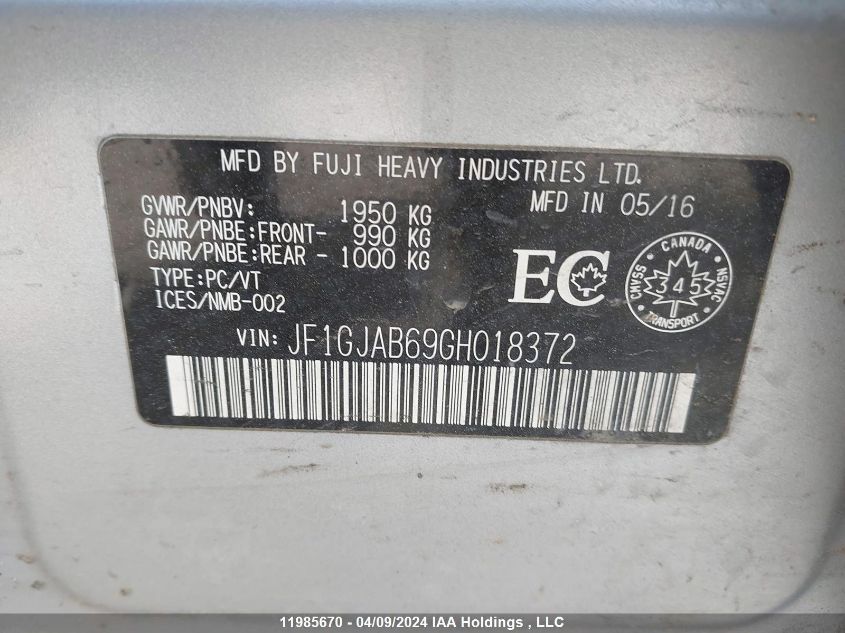 MFD BY FUJI HEAVY INDUSTRIES LTD.
GVWR/PNBV: 1950 KG
MFD IN 05/16
GAWR/PNBE:FRONT- 990 KG
GAWR/PNBE:REAR - 1000 KG
TYPE:PC/VT
ICES/NMB-002
EC
CANADA
CMVSS
345
NSVAC
TRANSPORT
VIN: JF1GJAB69GH018372
11985670 - 04/09/2024 IAA Holdings , LLC